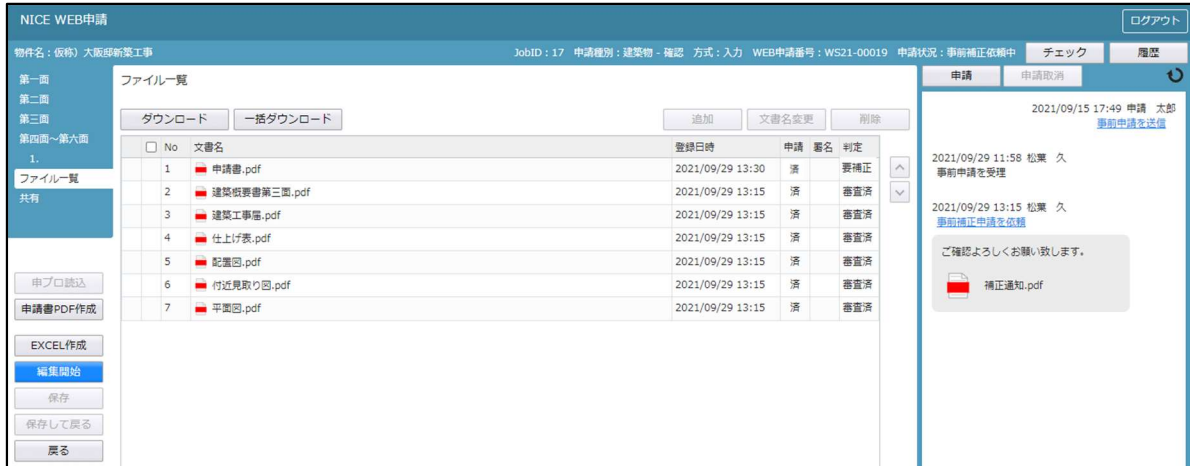 NICE WEB申請
ログアウト
物件名：仮称）大阪邸新築工事
JobID：17 申請種別：建築物 - 確認 方式：入力 WEB申請番号：WS21-00019 申請状況：事前補正依頼中
チェック
履歴
第一面
第二面
第三面
第四面～第六面
1.
ファイル一覧
共有
申プロ読込
申請書PDF作成
EXCEL作成
編集開始
保存
保存して戻る
戻る
ファイル一覧
ダウンロード 一括ダウンロード 追加 文書名変更 削除
No 文書名 登録日時 申請 署名 判定
1 申請書.pdf 2021/09/29 13:30 済 要補正
2 建築概要書第三面.pdf 2021/09/29 13:15 済 審査済
3 建築工事届.pdf 2021/09/29 13:15 済 審査済
4 仕上げ表.pdf 2021/09/29 13:15 済 審査済
5 配置図.pdf 2021/09/29 13:15 済 審査済
6 付近見取り図.pdf 2021/09/29 13:15 済 審査済
7 平面図.pdf 2021/09/29 13:15 済 審査済
申請 申請取消
2021/09/15 17:49 申請 太郎
事前申請を送信
2021/09/29 11:58 松葉 久
事前申請を受理
2021/09/29 13:15 松葉 久
事前補正申請を依頼
ご確認よろしくお願い致します。
補正通知.pdf